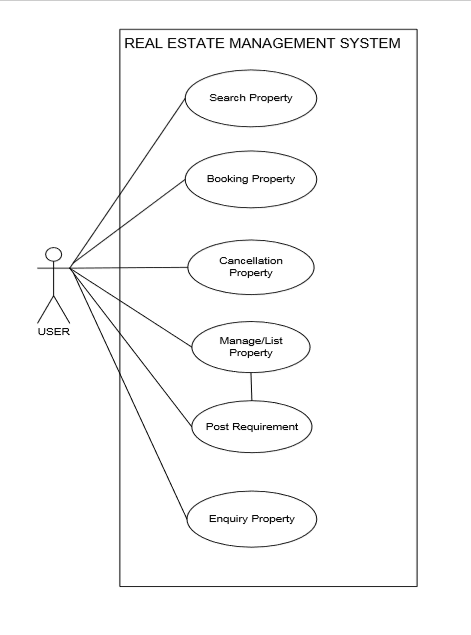 REAL ESTATE MANAGEMENT SYSTEM
Search Property
Booking Property
Cancellation
Property
USER
Manage/List
Property
Post Requirement
Enquiry Property